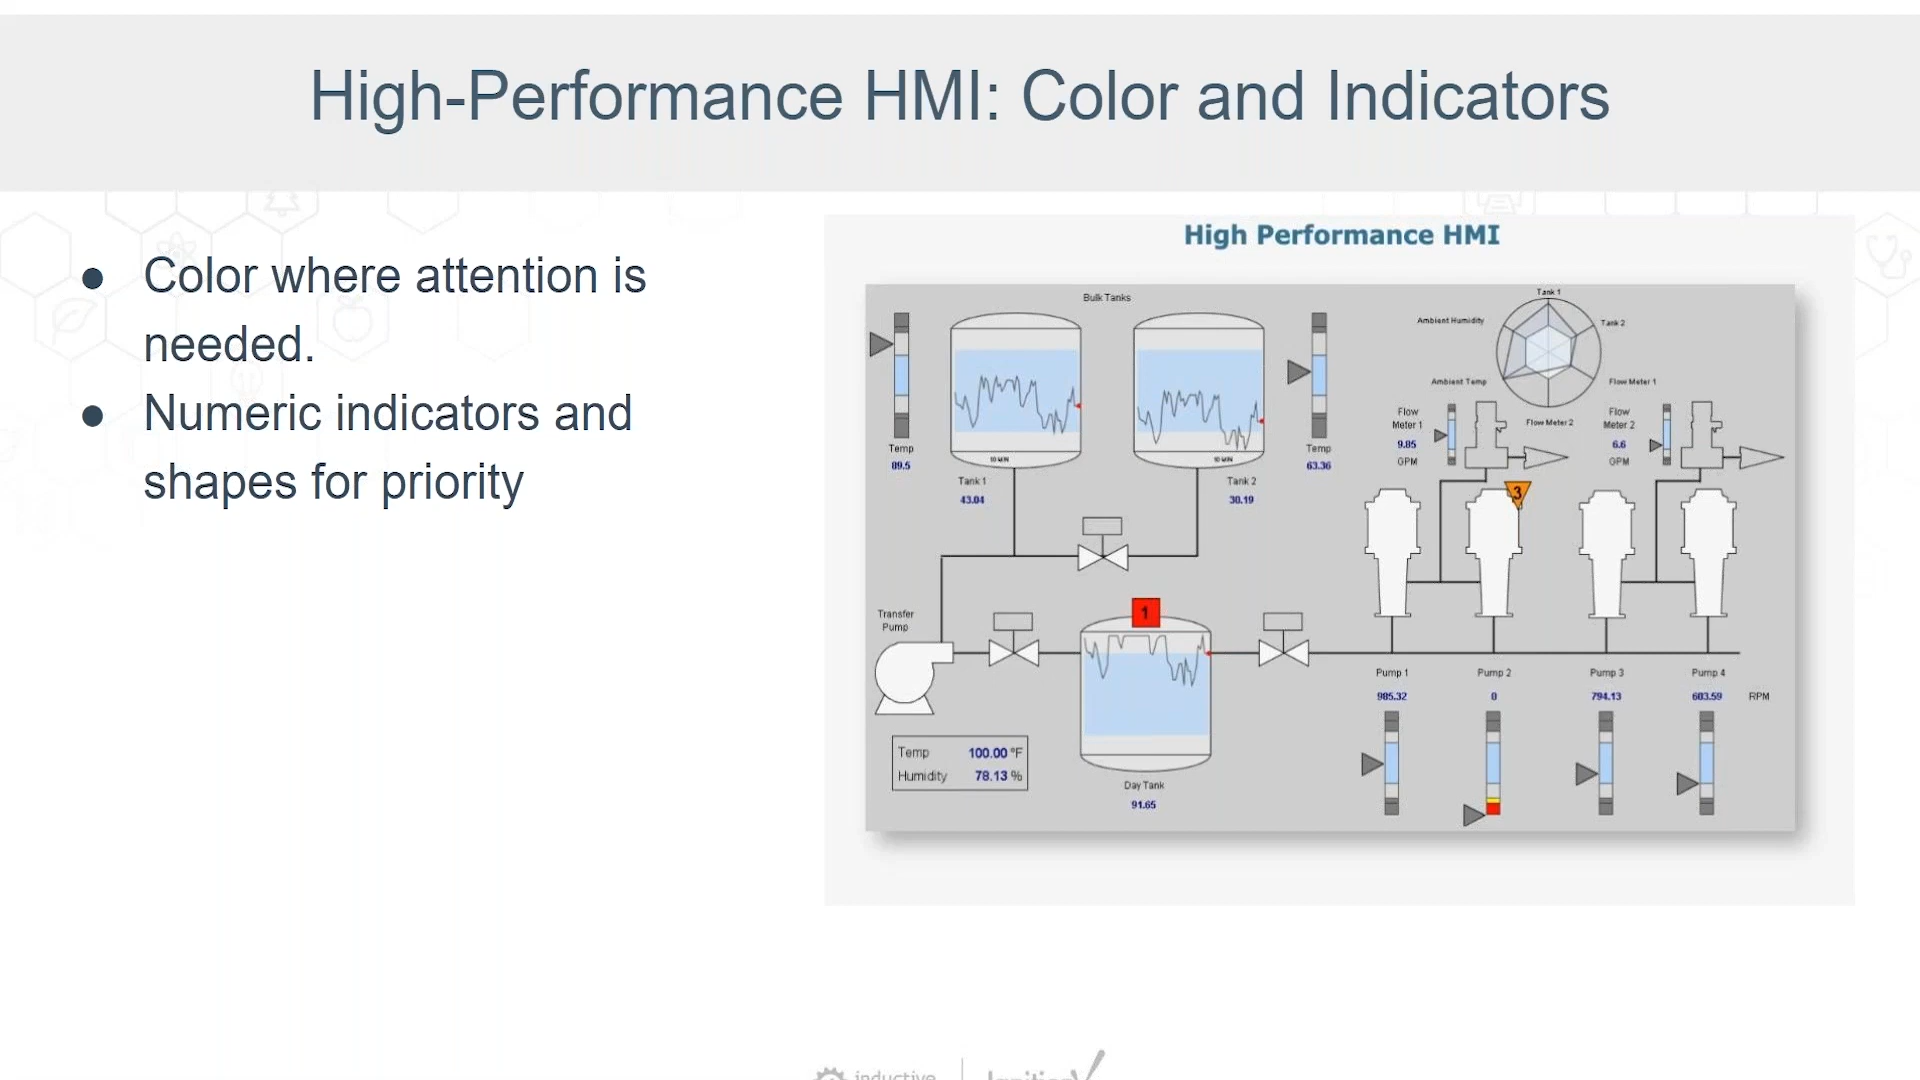 High-Performance HMI: Color and Indicators
● Color where attention is
needed.
● Numeric indicators and
shapes for priority
High Performance HMI
Bulk Tanks
Temp
89.5
10 MIN
Tank 1
43.04
10 MIN
Tank 2
30.19
Temp
63.36
Tank 1
Tank 2
Flow Meter 1
Flow Meter 2
Ambient Temp
Ambient Humidity
Flow
Meter 1
9.85
GPM
Flow
Meter 2
6.6
GPM
3
Transfer
Pump
1
Temp 100.00 °F
Humidity 78.13 %
Day Tank
91.65
Pump 1
985.32
Pump 2
0
Pump 3
794.13
Pump 4
603.59
RPM
inductive
Ignition